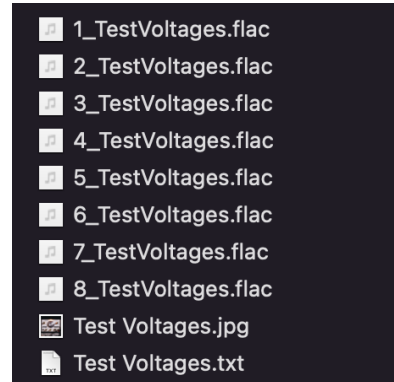 1_TestVoltages.flac
2_TestVoltages.flac
3_TestVoltages.flac
4_TestVoltages.flac
5_TestVoltages.flac
6_TestVoltages.flac
7_TestVoltages.flac
8_TestVoltages.flac
Test Voltages.jpg
TXT Test Voltages.txt